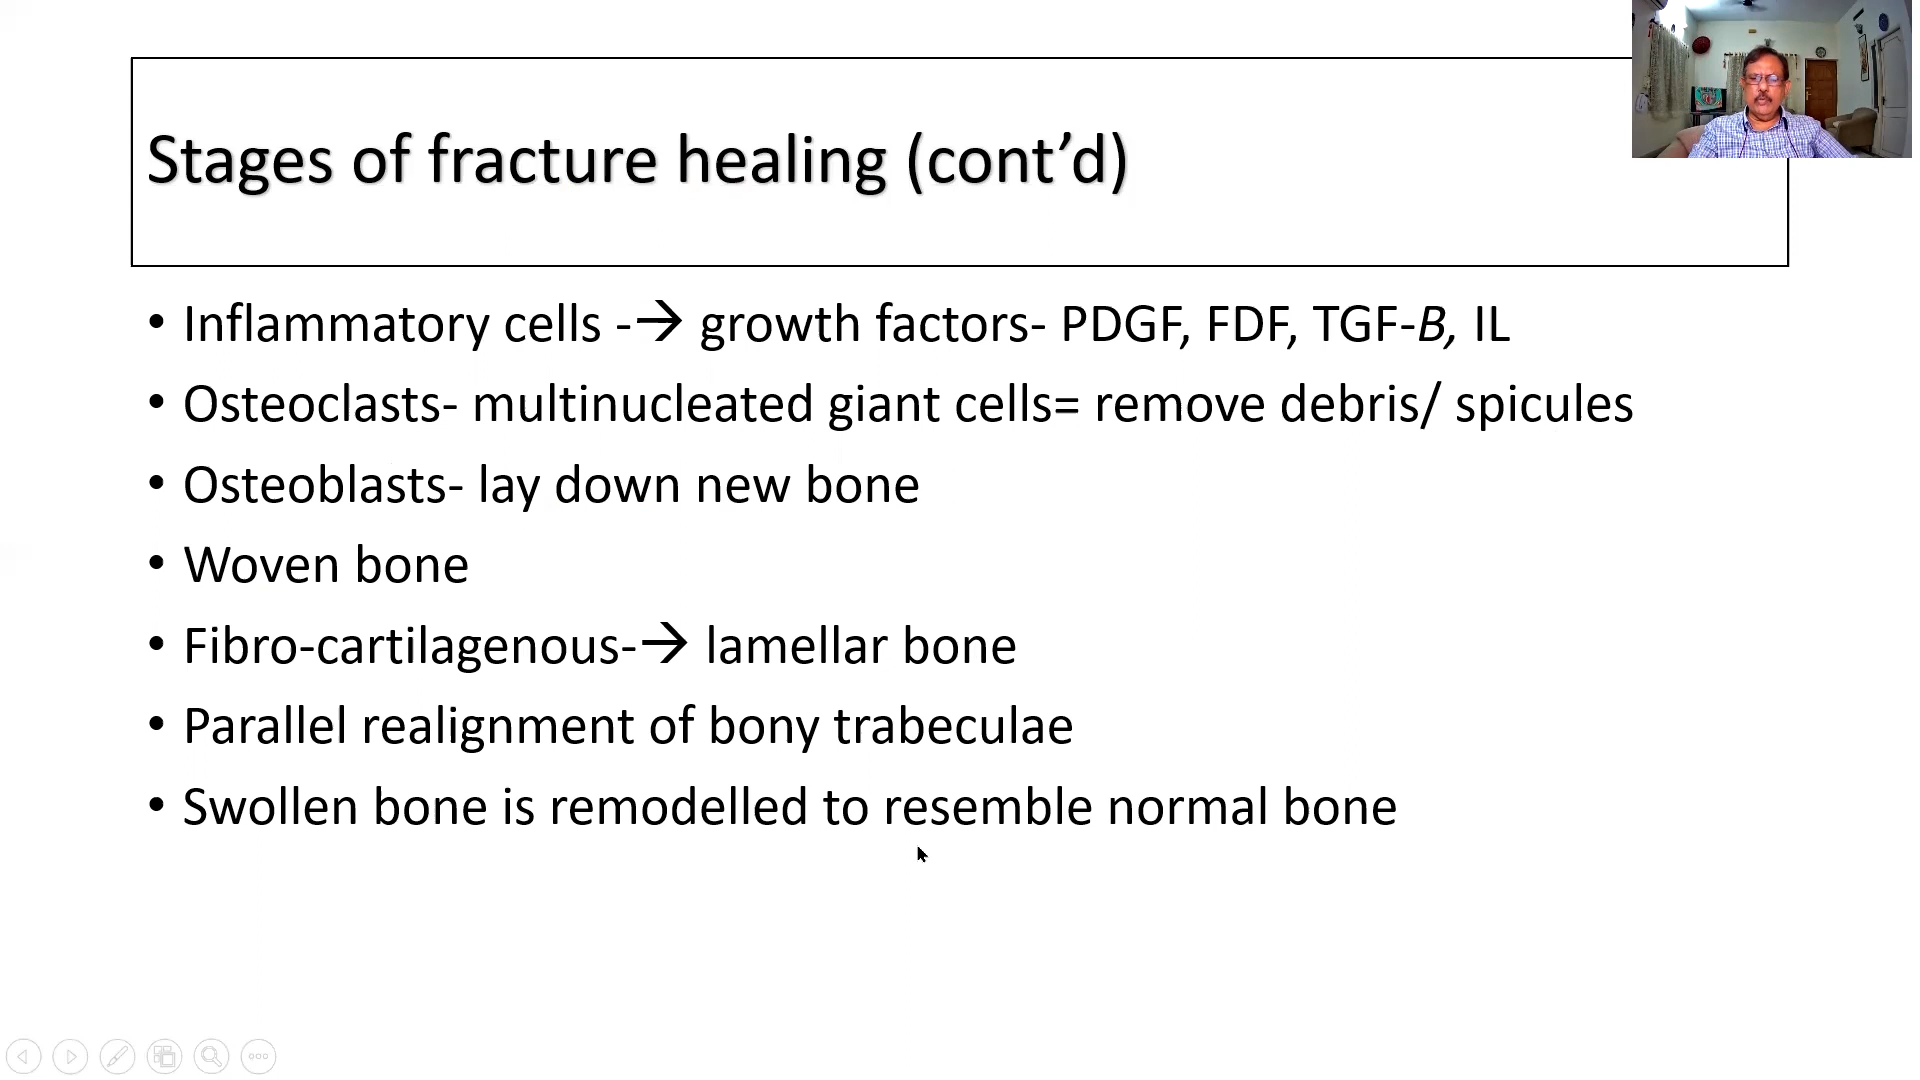 Stages of fracture healing (cont’d)
• Inflammatory cells -→ growth factors- PDGF, FDF, TGF-B, IL
• Osteoclasts- multinucleated giant cells= remove debris/ spicules
• Osteoblasts- lay down new bone
• Woven bone
• Fibro-cartilagenous-→ lamellar bone
• Parallel realignment of bony trabeculae
• Swollen bone is remodelled to resemble normal bone